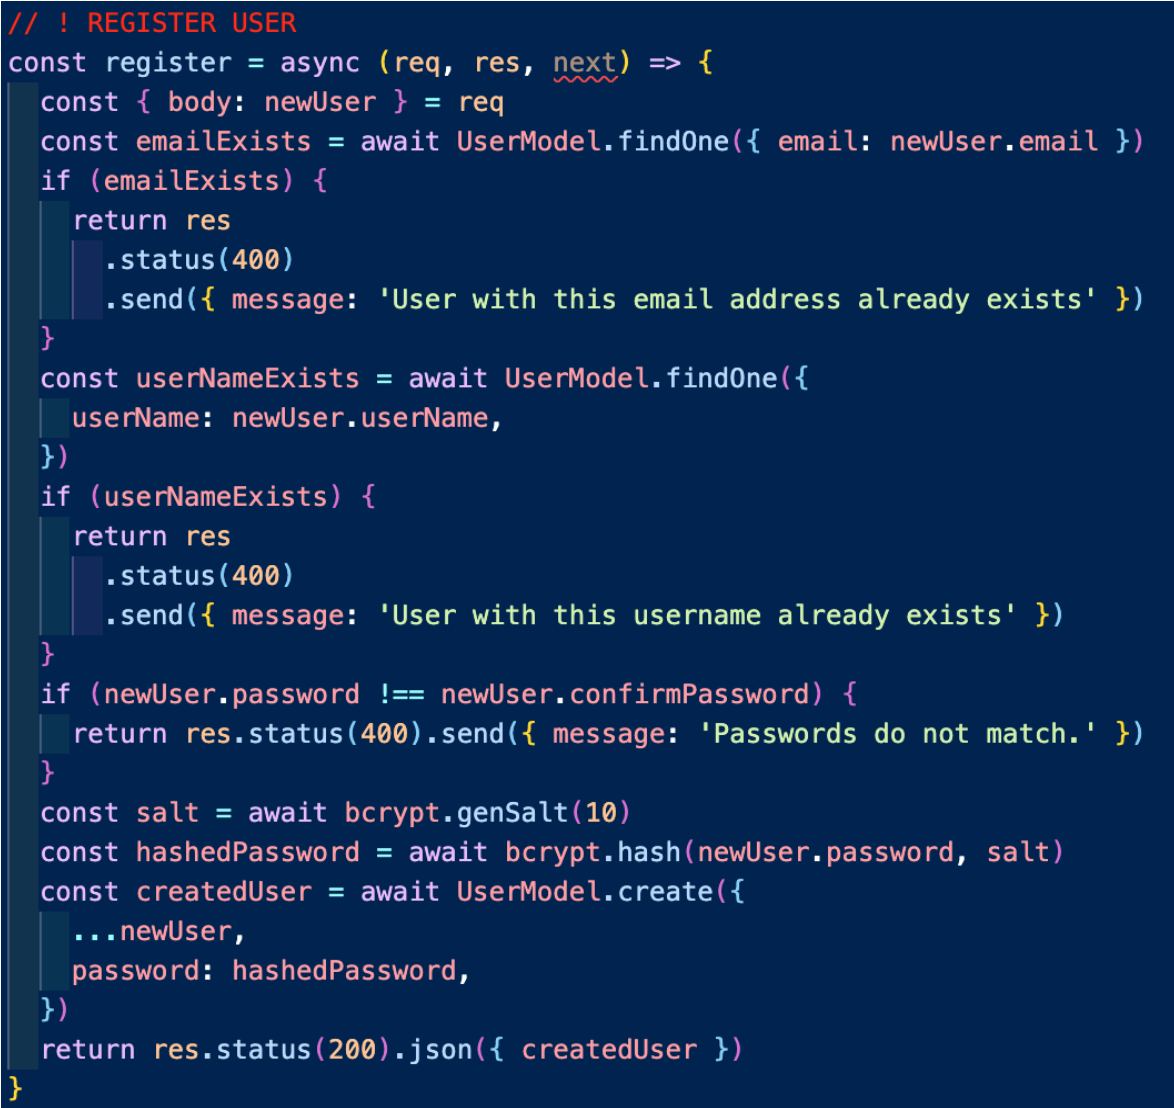 // ! REGISTER USER
const register = async (req, res, next) => {
  const { body: newUser } = req
  const emailExists = await UserModel.findOne({ email: newUser.email })
  if (emailExists) {
    return res
      .status(400)
      .send({ message: 'User with this email address already exists' })
  }
  const userNameExists = await UserModel.findOne({
    userName: newUser.userName,
  })
  if (userNameExists) {
    return res
      .status(400)
      .send({ message: 'User with this username already exists' })
  }
  if (newUser.password !== newUser.confirmPassword) {
    return res.status(400).send({ message: 'Passwords do not match.' })
  }
  const salt = await bcrypt.genSalt(10)
  const hashedPassword = await bcrypt.hash(newUser.password, salt)
  const createdUser = await UserModel.create({
    ...newUser,
    password: hashedPassword,
  })
  return res.status(200).json({ createdUser })
}